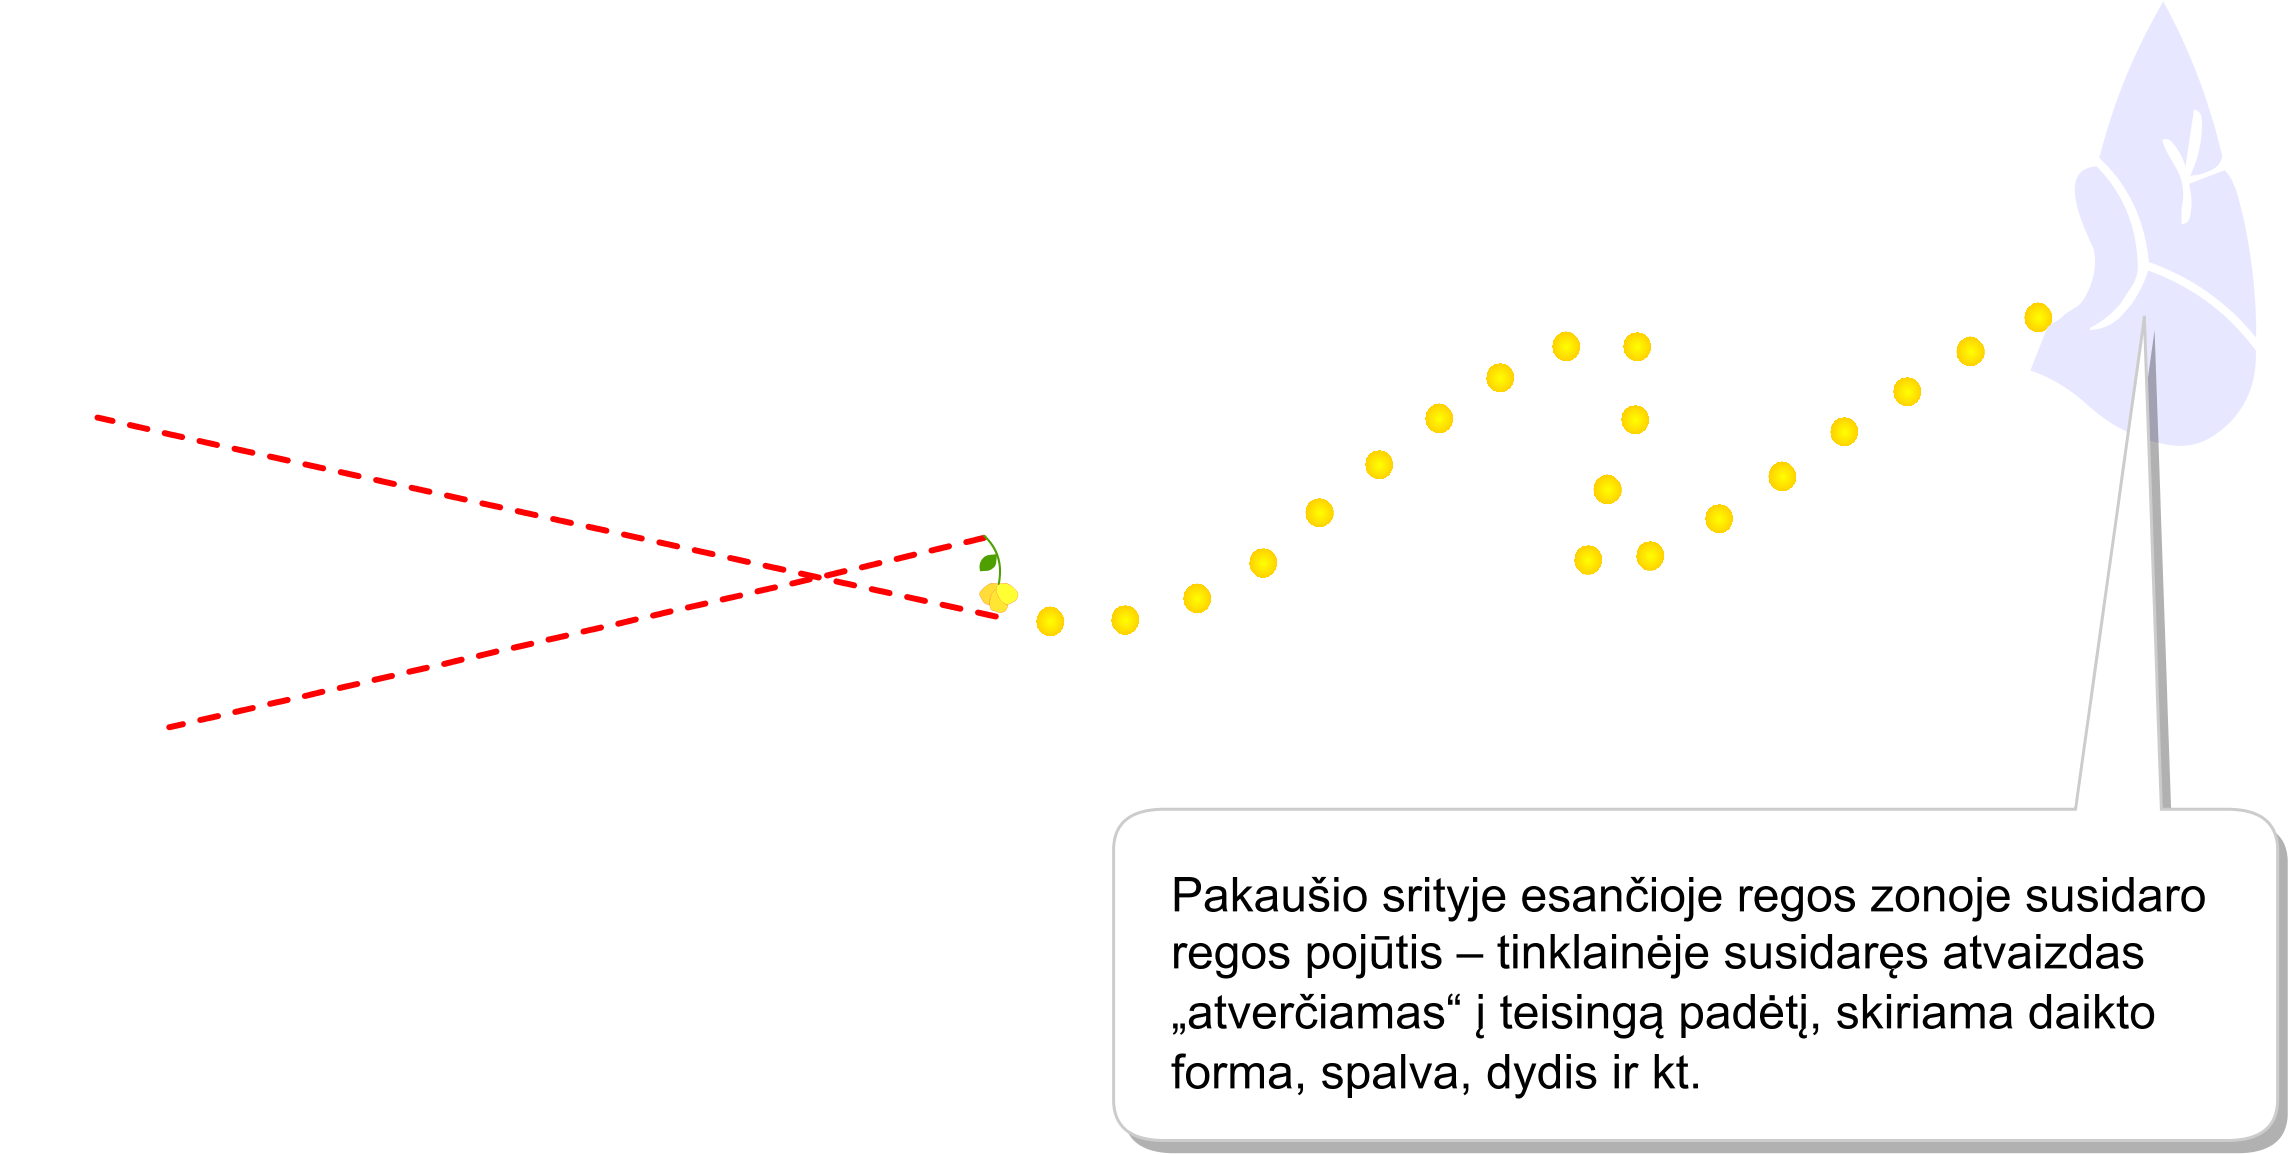 Pakaušio srityje esančioje regos zonoje susidaro
regos pojūtis – tinklainėje susidaręs atvaizdas
„atverčiamas“ į teisingą padėtį, skiriama daikto
forma, spalva, dydis ir kt.